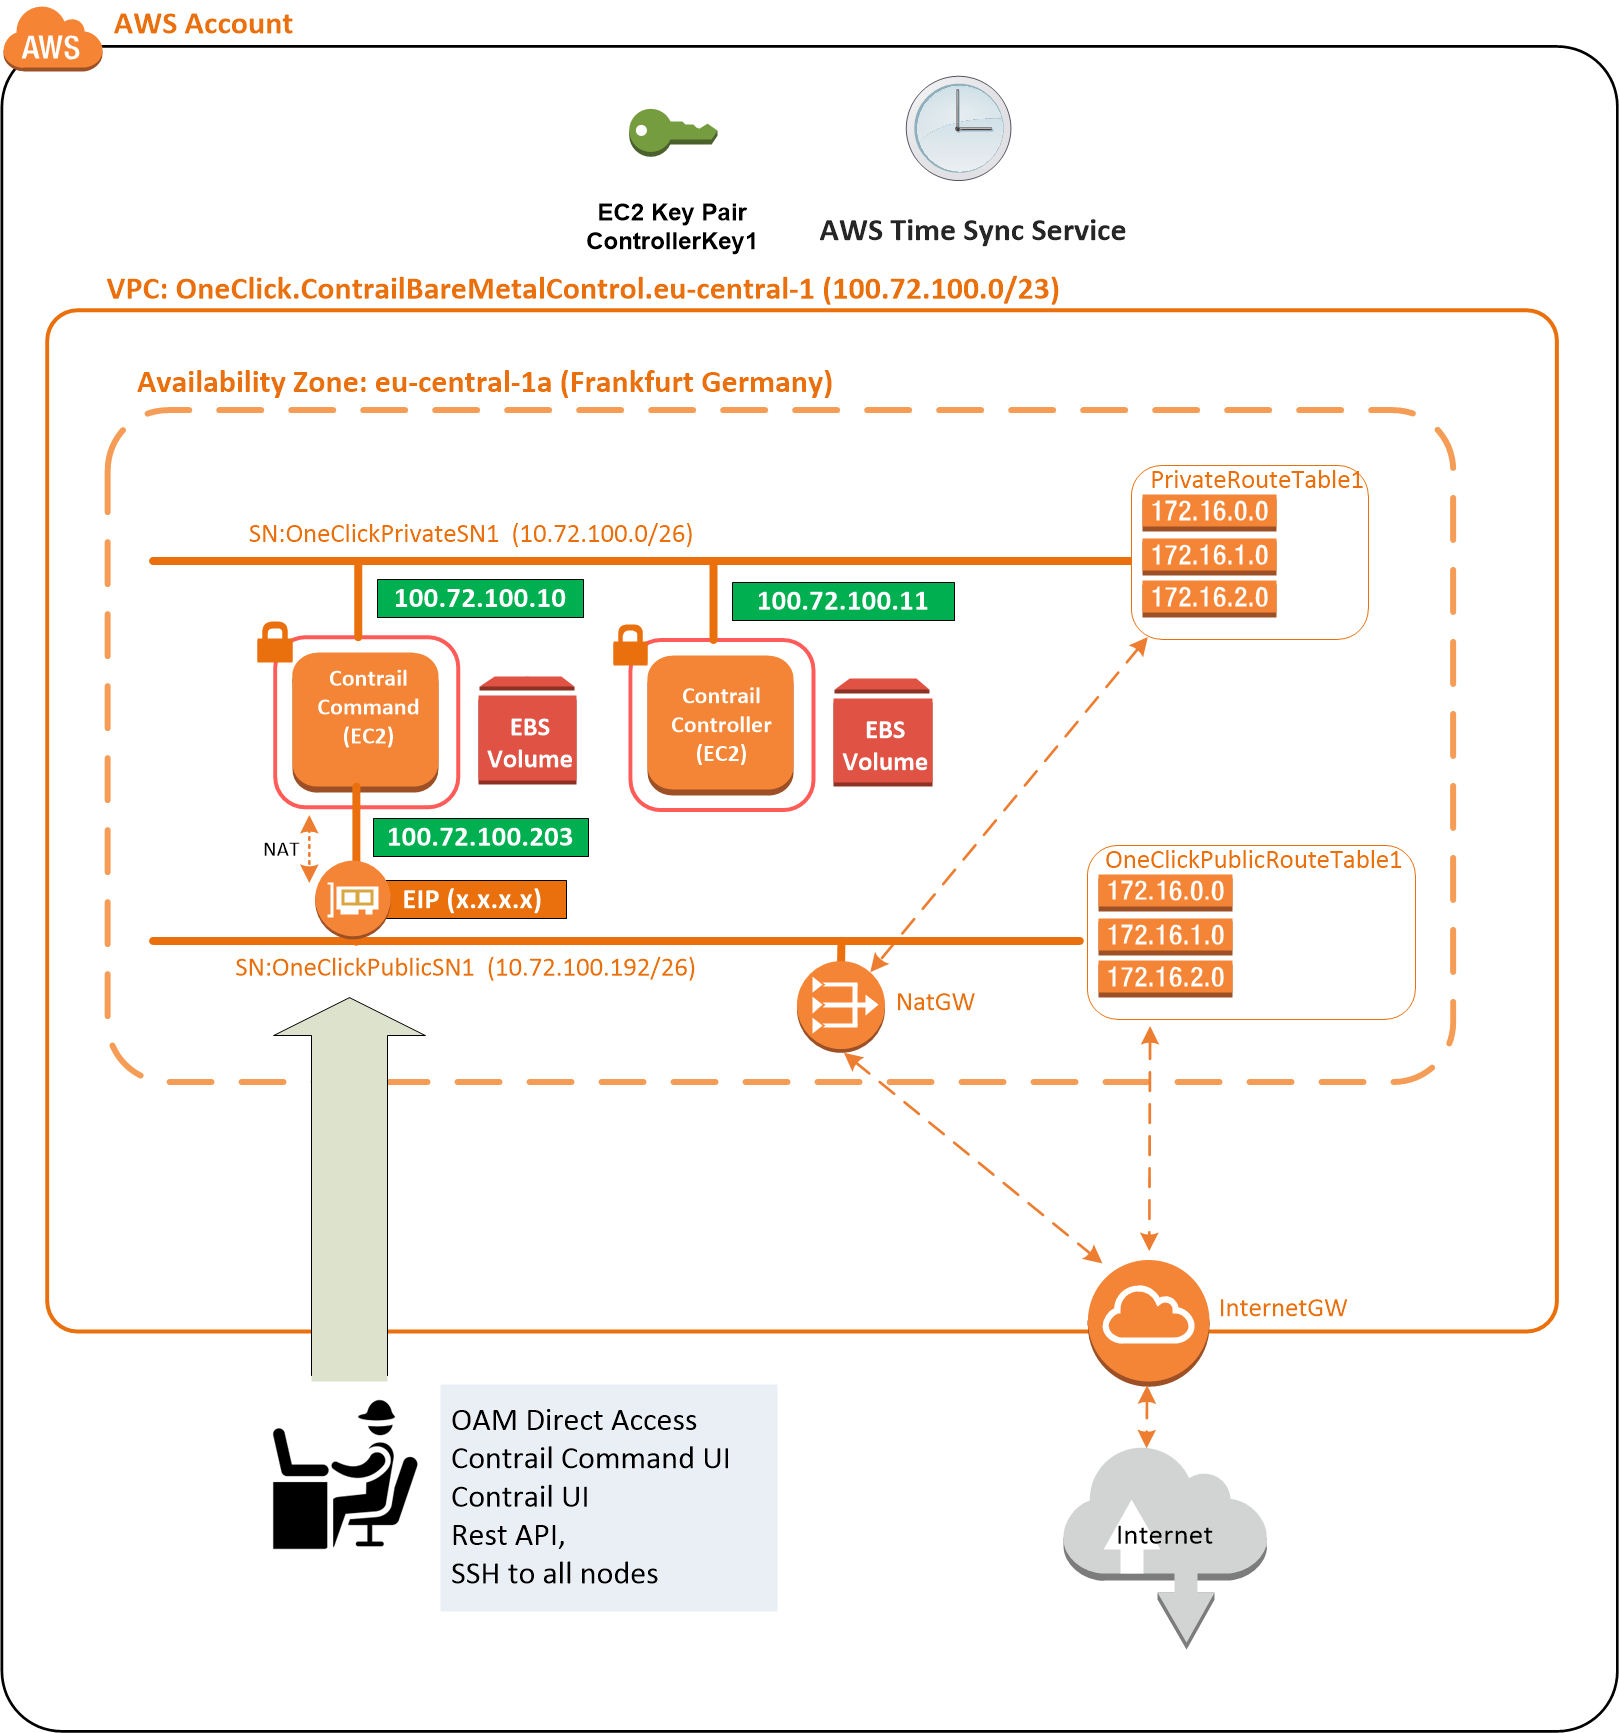 AWS
AWS Account
EC2 Key Pair
ControllerKey1
AWS Time Sync Service
VPC: OneClick.ContrailBareMetalControl.eu-central-1 (100.72.100.0/23)
Availability Zone: eu-central-1a (Frankfurt Germany)
PrivateRouteTable1
172.16.0.0
172.16.1.0
172.16.2.0
SN:OneClickPrivateSN1 (10.72.100.0/26)
100.72.100.10
100.72.100.11
Contrail
Command
(EC2)
EBS
Volume
Contrail
Controller
(EC2)
EBS
Volume
100.72.100.203
NAT
EIP (x.x.x.x)
OneClickPublicRouteTable1
172.16.0.0
172.16.1.0
172.16.2.0
SN:OneClickPublicSN1 (10.72.100.192/26)
NatGW
InternetGW
OAM Direct Access
Contrail Command UI
Contrail UI
Rest API,
SSH to all nodes
Internet